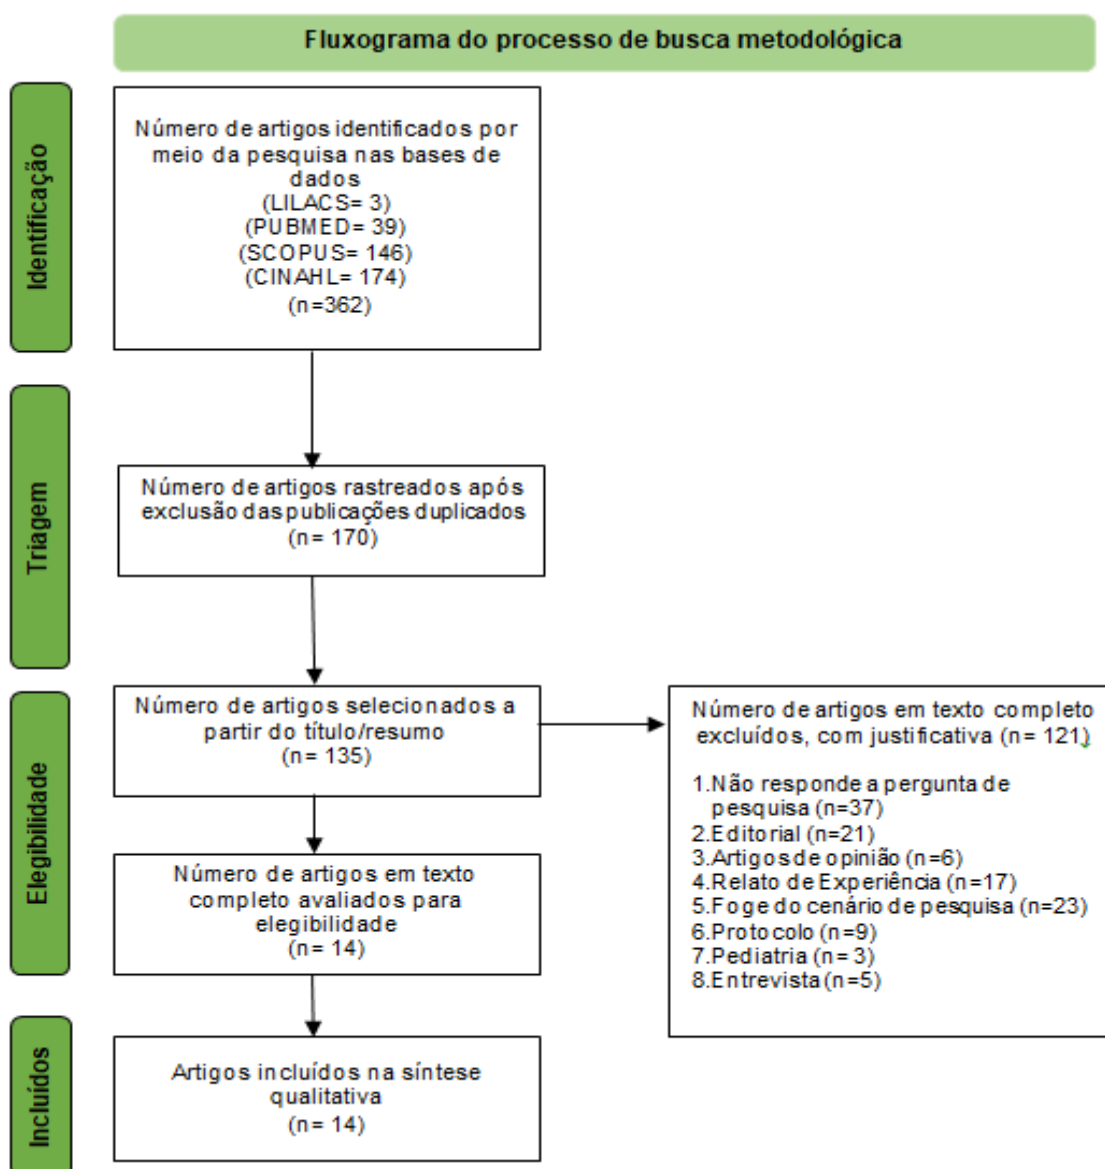 Fluxograma do processo de busca metodológica
Identificação
Número de artigos identificados por
meio da pesquisa nas bases de
dados
(LILACS= 3)
(PUBMED= 39)
(SCOPUS= 146)
(CINAHL= 174)
(n=362)
Triagem
Número de artigos rastreados após
exclusão das publicações duplicados
(n= 170)
Elegibilidade
Número de artigos selecionados a
partir do título/resumo
(n= 135)
Número de artigos em texto completo
excluídos, com justificativa (n= 121)
1.Não responde a pergunta de
pesquisa (n=37)
2.Editorial (n=21)
3.Artigos de opinião (n=6)
4.Relato de Experiência (n=17)
5.Foge do cenário de pesquisa (n=23)
6.Protocolo (n=9)
7.Pediatria (n= 3)
8.Entrevista (n=5)
Número de artigos em texto
completo avaliados para
elegibilidade
(n= 14)
Incluídos
Artigos incluídos na síntese
qualitativa
(n= 14)